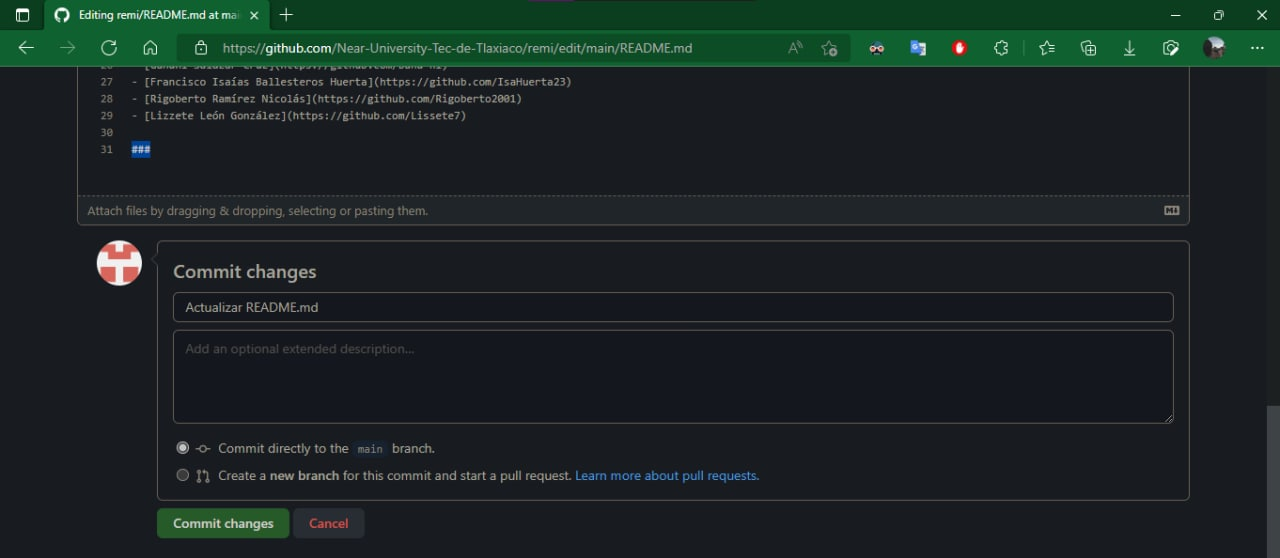 Editing remi/README.md at mai
https://github.com/Near-University-Tec-de-Tlaxiaco/remi/edit/main/README.md
27 - [Francisco Isaías Ballesteros Huerta](https://github.com/IsaHuerta23)
28 - [Rigoberto Ramírez Nicolás](https://github.com/Rigoberto2001)
29 - [Lizzete León González](https://github.com/Lissete7)
30
31 ###
Attach files by dragging & dropping, selecting or pasting them.
Commit changes
Actualizar README.md
Add an optional extended description...
Commit directly to the main branch.
Create a new branch for this commit and start a pull request. Learn more about pull requests.
Commit changes Cancel